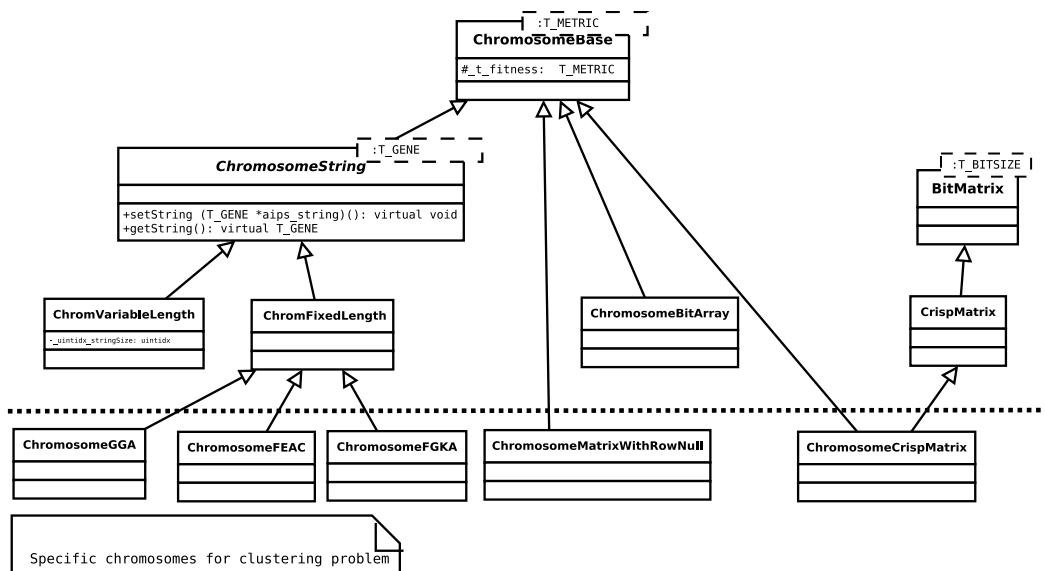 :T_METRIC
ChromosomeBase
#_t_fitness: T_METRIC
:T_GENE
ChromosomeString
+setString (T_GENE *aips_string)(): virtual void
+getString(): virtual T_GENE
:T_BITSIZE
BitMatrix
ChromVariableLength
-_uintidx_stringSize: uintidx
ChromFixedLength
ChromosomeBitArray
CrispMatrix
ChromosomeGGA
ChromosomeFEAC
ChromosomeFGKA
ChromosomeMatrixWithRowNull
ChromosomeCrispMatrix
Specific chromosomes for clustering problem